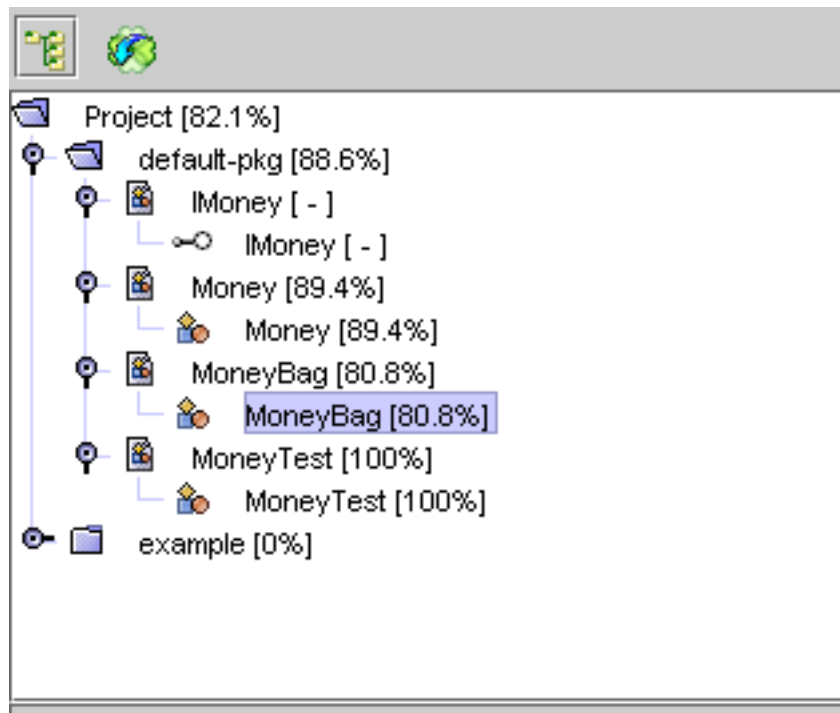 Project [82.1%]
default-pkg [88.6%]
IMoney [ - ]
IMoney [ - ]
Money [89.4%]
Money [89.4%]
MoneyBag [80.8%]
MoneyBag [80.8%]
MoneyTest [100%]
MoneyTest [100%]
example [0%]